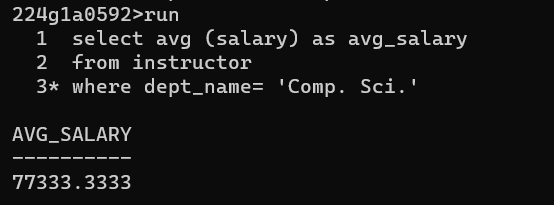 224g1a0592>run
  1  select avg (salary) as avg_salary
  2  from instructor
  3* where dept_name= 'Comp. Sci.'
AVG_SALARY
----------
77333.3333